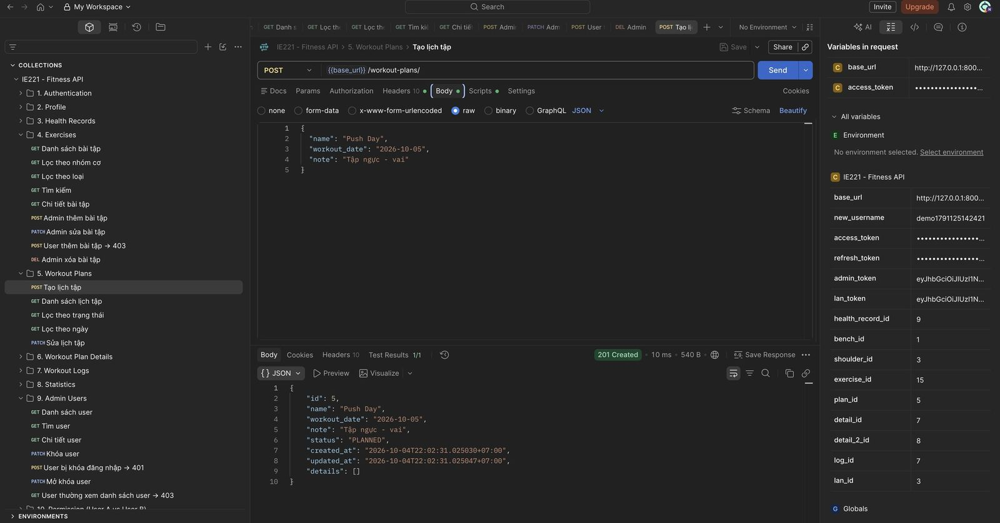 My Workspace
Search
Invite
Upgrade
GET Danh s
GET Lọc th
GET Lọc th
GET Tìm ki
GET Chi tiế
POST Admi
PATCH Adm
POST User
DEL Admin
POST Tạo lị
No Environment
AI
IE221 - Fitness API > 5. Workout Plans > Tạo lịch tập
Save
Share
POST
{{base_url}} /workout-plans/
Send
Docs
Params
Authorization
Headers 10
Body
Scripts
Settings
Cookies
none
form-data
x-www-form-urlencoded
raw
binary
GraphQL
JSON
Schema
Beautify
1 {
2 "name": "Push Day",
3 "workout_date": "2026-10-05",
4 "note": "Tập ngực - vai"
5 }
COLLECTIONS
IE221 - Fitness API
1. Authentication
2. Profile
3. Health Records
4. Exercises
GET Danh sách bài tập
GET Lọc theo nhóm cơ
GET Lọc theo loại
GET Tìm kiếm
GET Chi tiết bài tập
POST Admin thêm bài tập
PATCH Admin sửa bài tập
POST User thêm bài tập → 403
DEL Admin xóa bài tập
5. Workout Plans
POST Tạo lịch tập
GET Danh sách lịch tập
GET Lọc theo trạng thái
GET Lọc theo ngày
PATCH Sửa lịch tập
6. Workout Plan Details
7. Workout Logs
8. Statistics
9. Admin Users
GET Danh sách user
GET Tìm user
GET Chi tiết user
PATCH Khóa user
POST User bị khóa đăng nhập → 401
PATCH Mở khóa user
GET User thường xem danh sách user → 403
10. Permission (User A vs User B)
ENVIRONMENTS
Body
Cookies
Headers 10
Test Results 1/1
201 Created
10 ms
540 B
e.g. Save Response
{} JSON
Preview
Visualize
1 {
2 "id": 5,
3 "name": "Push Day",
4 "workout_date": "2026-10-05",
5 "note": "Tập ngực - vai",
6 "status": "PLANNED",
7 "created_at": "2026-10-04T22:02:31.025030+07:00",
8 "updated_at": "2026-10-04T22:02:31.025047+07:00",
9 "details": []
10 }
Variables in request
C base_url http://127.0.0.1:800...
C access_token ••••••••••••••••...
All variables
E Environment
No environment selected. Select environment
C IE221 - Fitness API
base_url http://127.0.0.1:800...
new_username demo1791125142421
access_token ••••••••••••••••...
refresh_token ••••••••••••••••...
admin_token eyJhbGciOiJIUzI1N...
lan_token eyJhbGciOiJIUzI1N...
health_record_id 9
bench_id 1
shoulder_id 3
exercise_id 15
plan_id 5
detail_id 7
detail_2_id 8
log_id 7
lan_id 3
G Globals